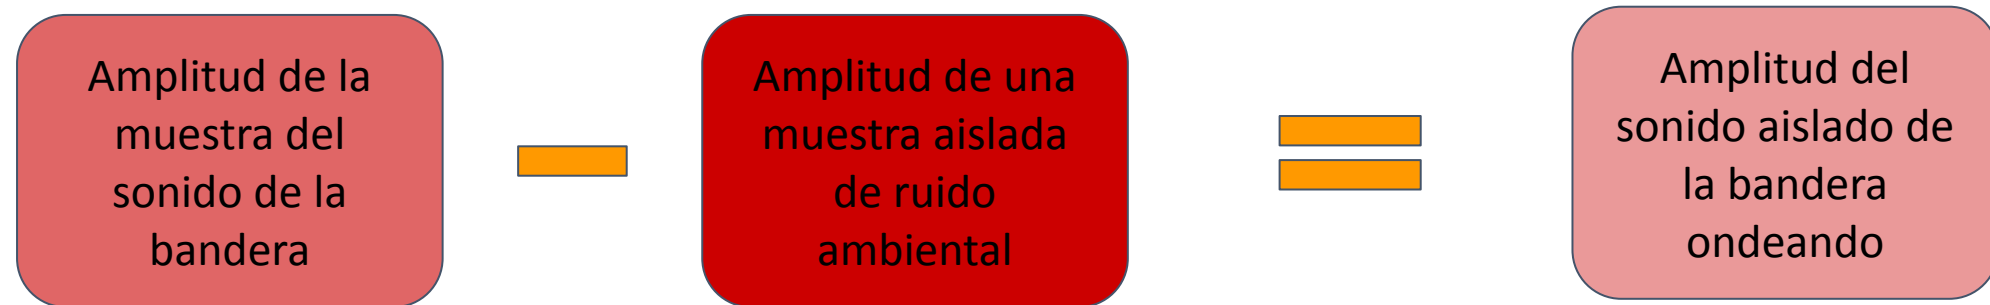 Amplitud de la
muestra del
sonido de la
bandera
Amplitud de una
muestra aislada
de ruido
ambiental
Amplitud del
sonido aislado de
la bandera
ondeando